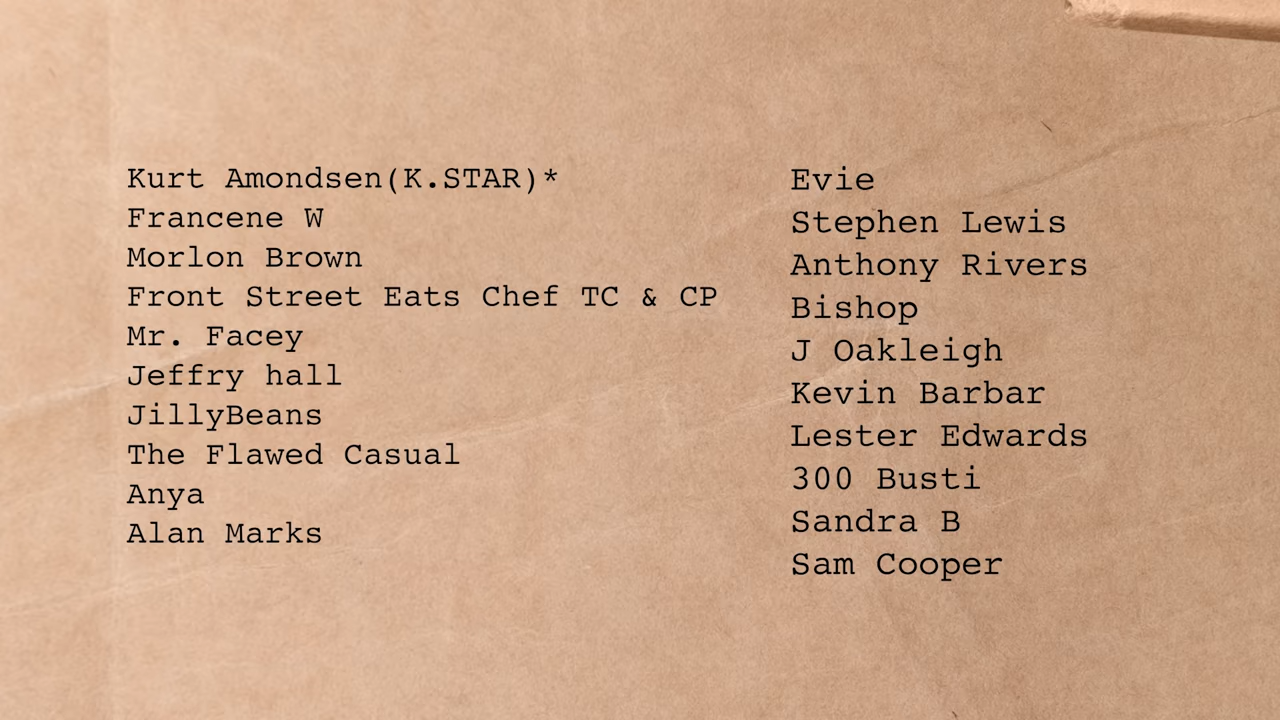 Kurt Amondsen(K.STAR)*
Francene W
Morlon Brown
Front Street Eats Chef TC & CP
Mr. Facey
Jeffry hall
JillyBeans
The Flawed Casual
Anya
Alan Marks
Evie
Stephen Lewis
Anthony Rivers
Bishop
J Oakleigh
Kevin Barbar
Lester Edwards
300 Busti
Sandra B
Sam Cooper